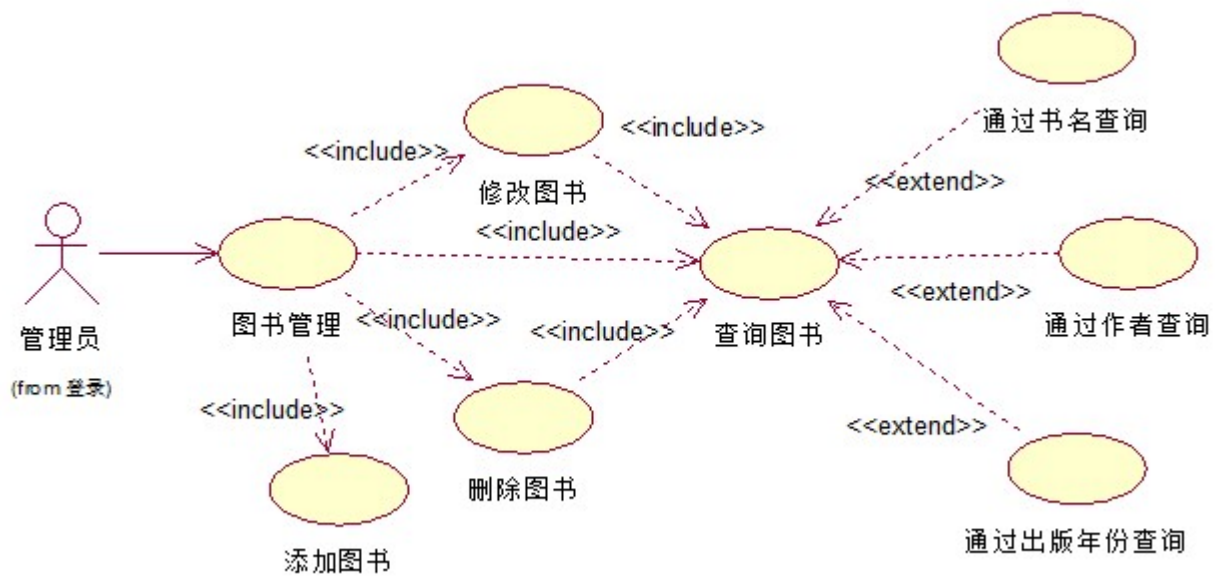 通过书名查询
<<include>>
<<include>>
修改图书
<<extend>>
<<include>>
管理员
(from 登录)
图书管理
<<include>>
<<include>>
查询图书
<<extend>>
通过作者查询
<<include>>
删除图书
<<extend>>
添加图书
通过出版年份查询